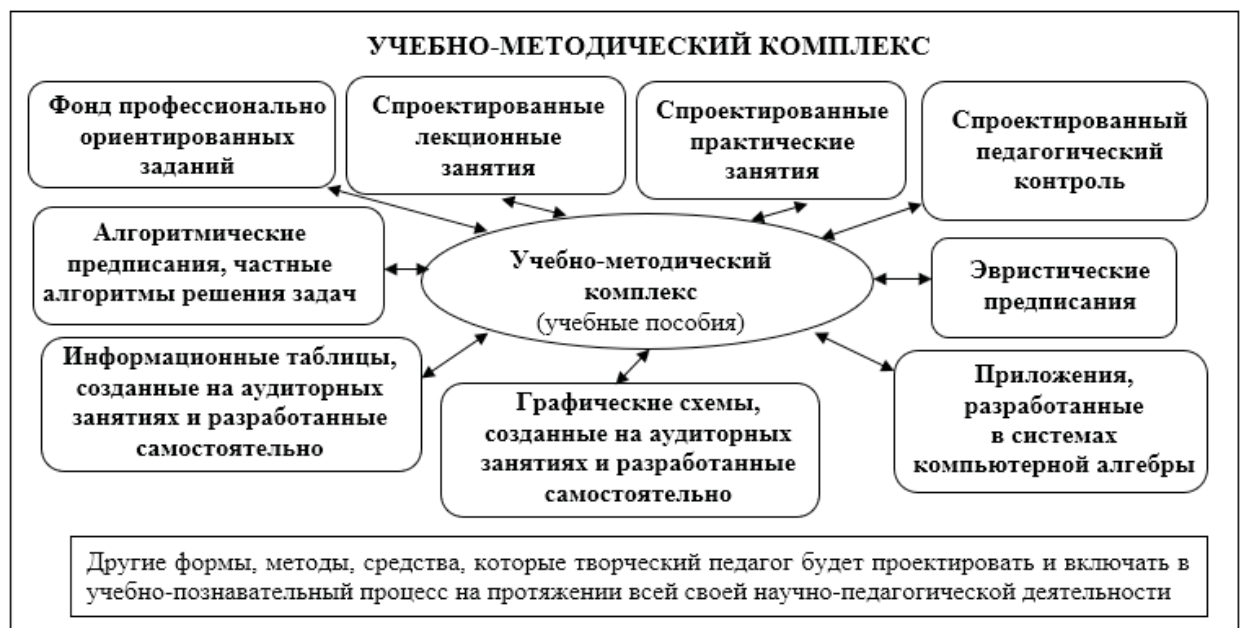 УЧЕБНО-МЕТОДИЧЕСКИЙ КОМПЛЕКС
Фонд профессионально
ориентированных
заданий
Спроектированные
лекционные
занятия
Спроектированные
практические
занятия
Спроектированный
педагогический
контроль
Алгоритмические
предписания, частные
алгоритмы решения задач
Учебно-методический
комплекс
(учебные пособия)
Эвристические
предписания
Информационные таблицы,
созданные на аудиторных
занятиях и разработанные
самостоятельно
Графические схемы,
созданные на аудиторных
занятиях и разработанные
самостоятельно
Приложения,
разработанные
в системах
компьютерной алгебры
Другие формы, методы, средства, которые творческий педагог будет проектировать и включать в
учебно-познавательный процесс на протяжении всей своей научно-педагогической деятельности